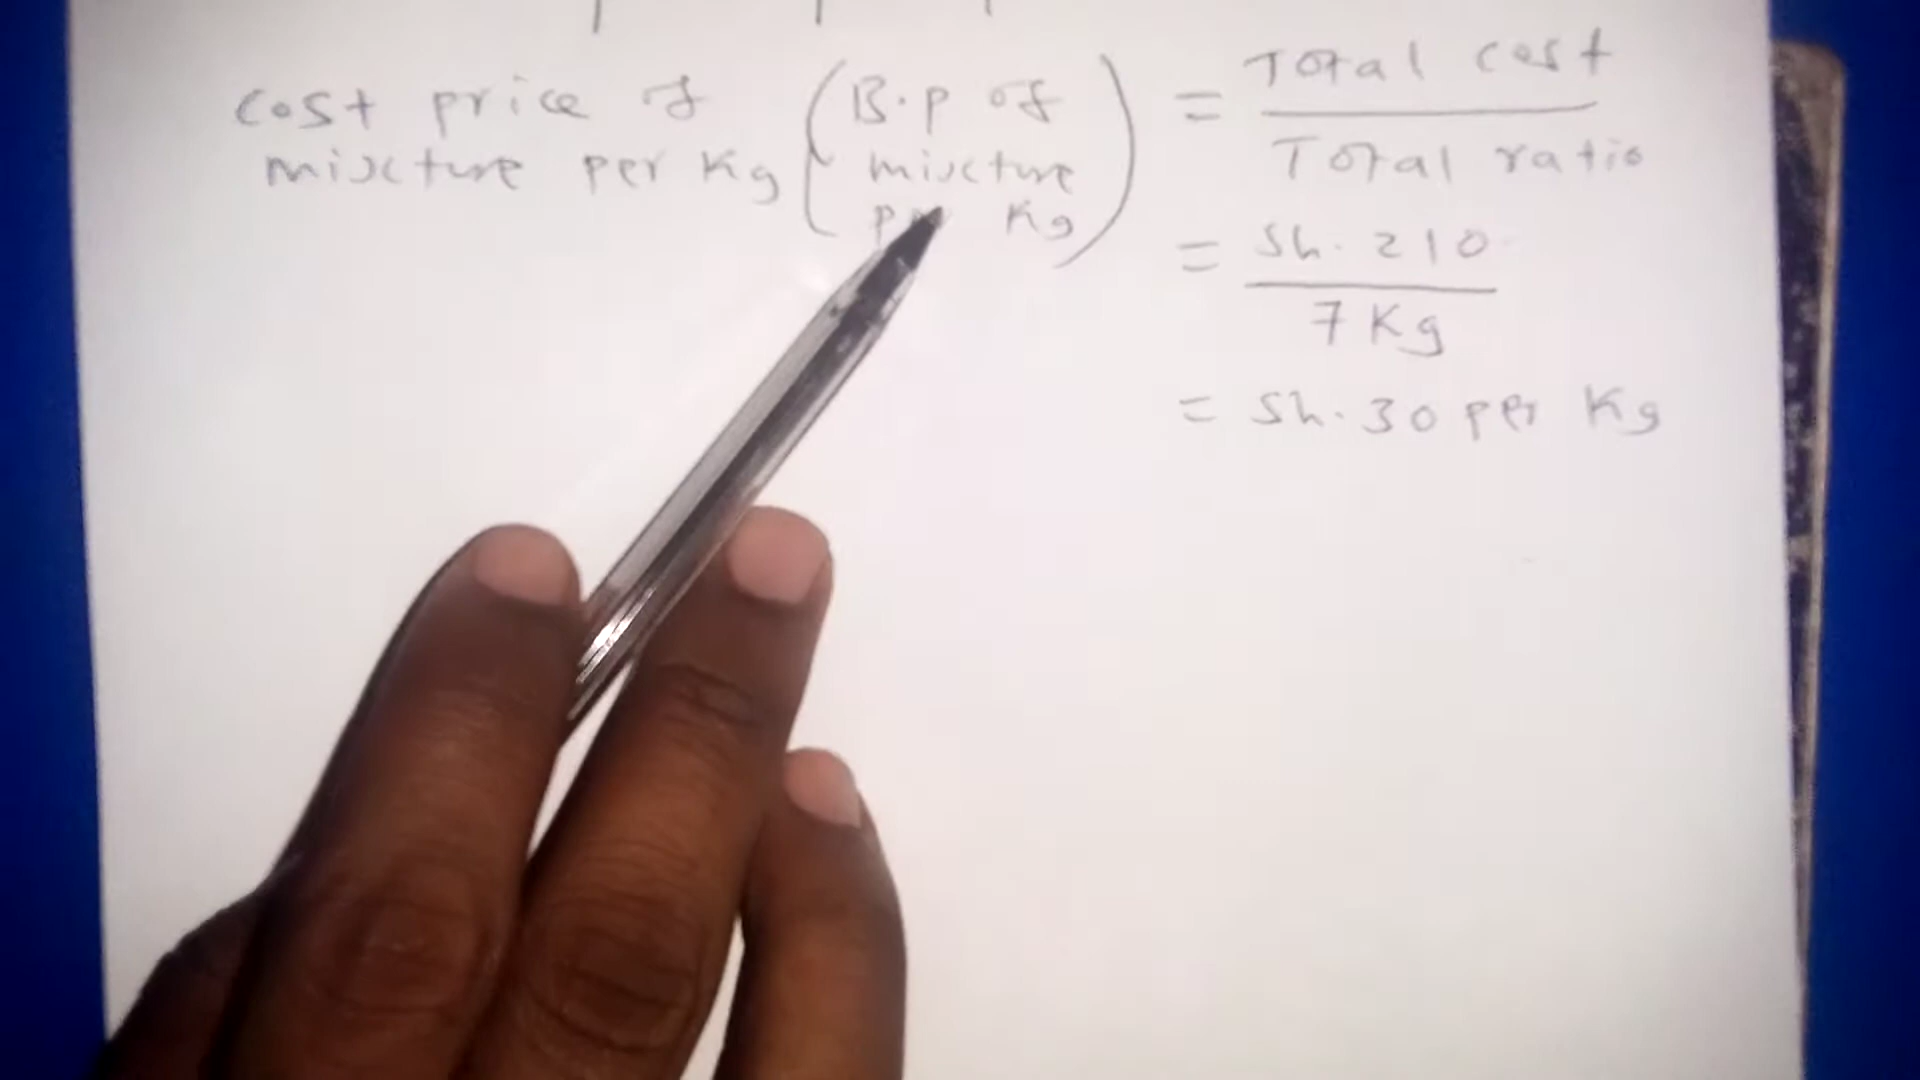 Cost price of
mixture per Kg
(B.p of
mixture
per Kg)
= Total cost
Total ratio
= Sh. 210
7 Kg
= Sh. 30 per Kg